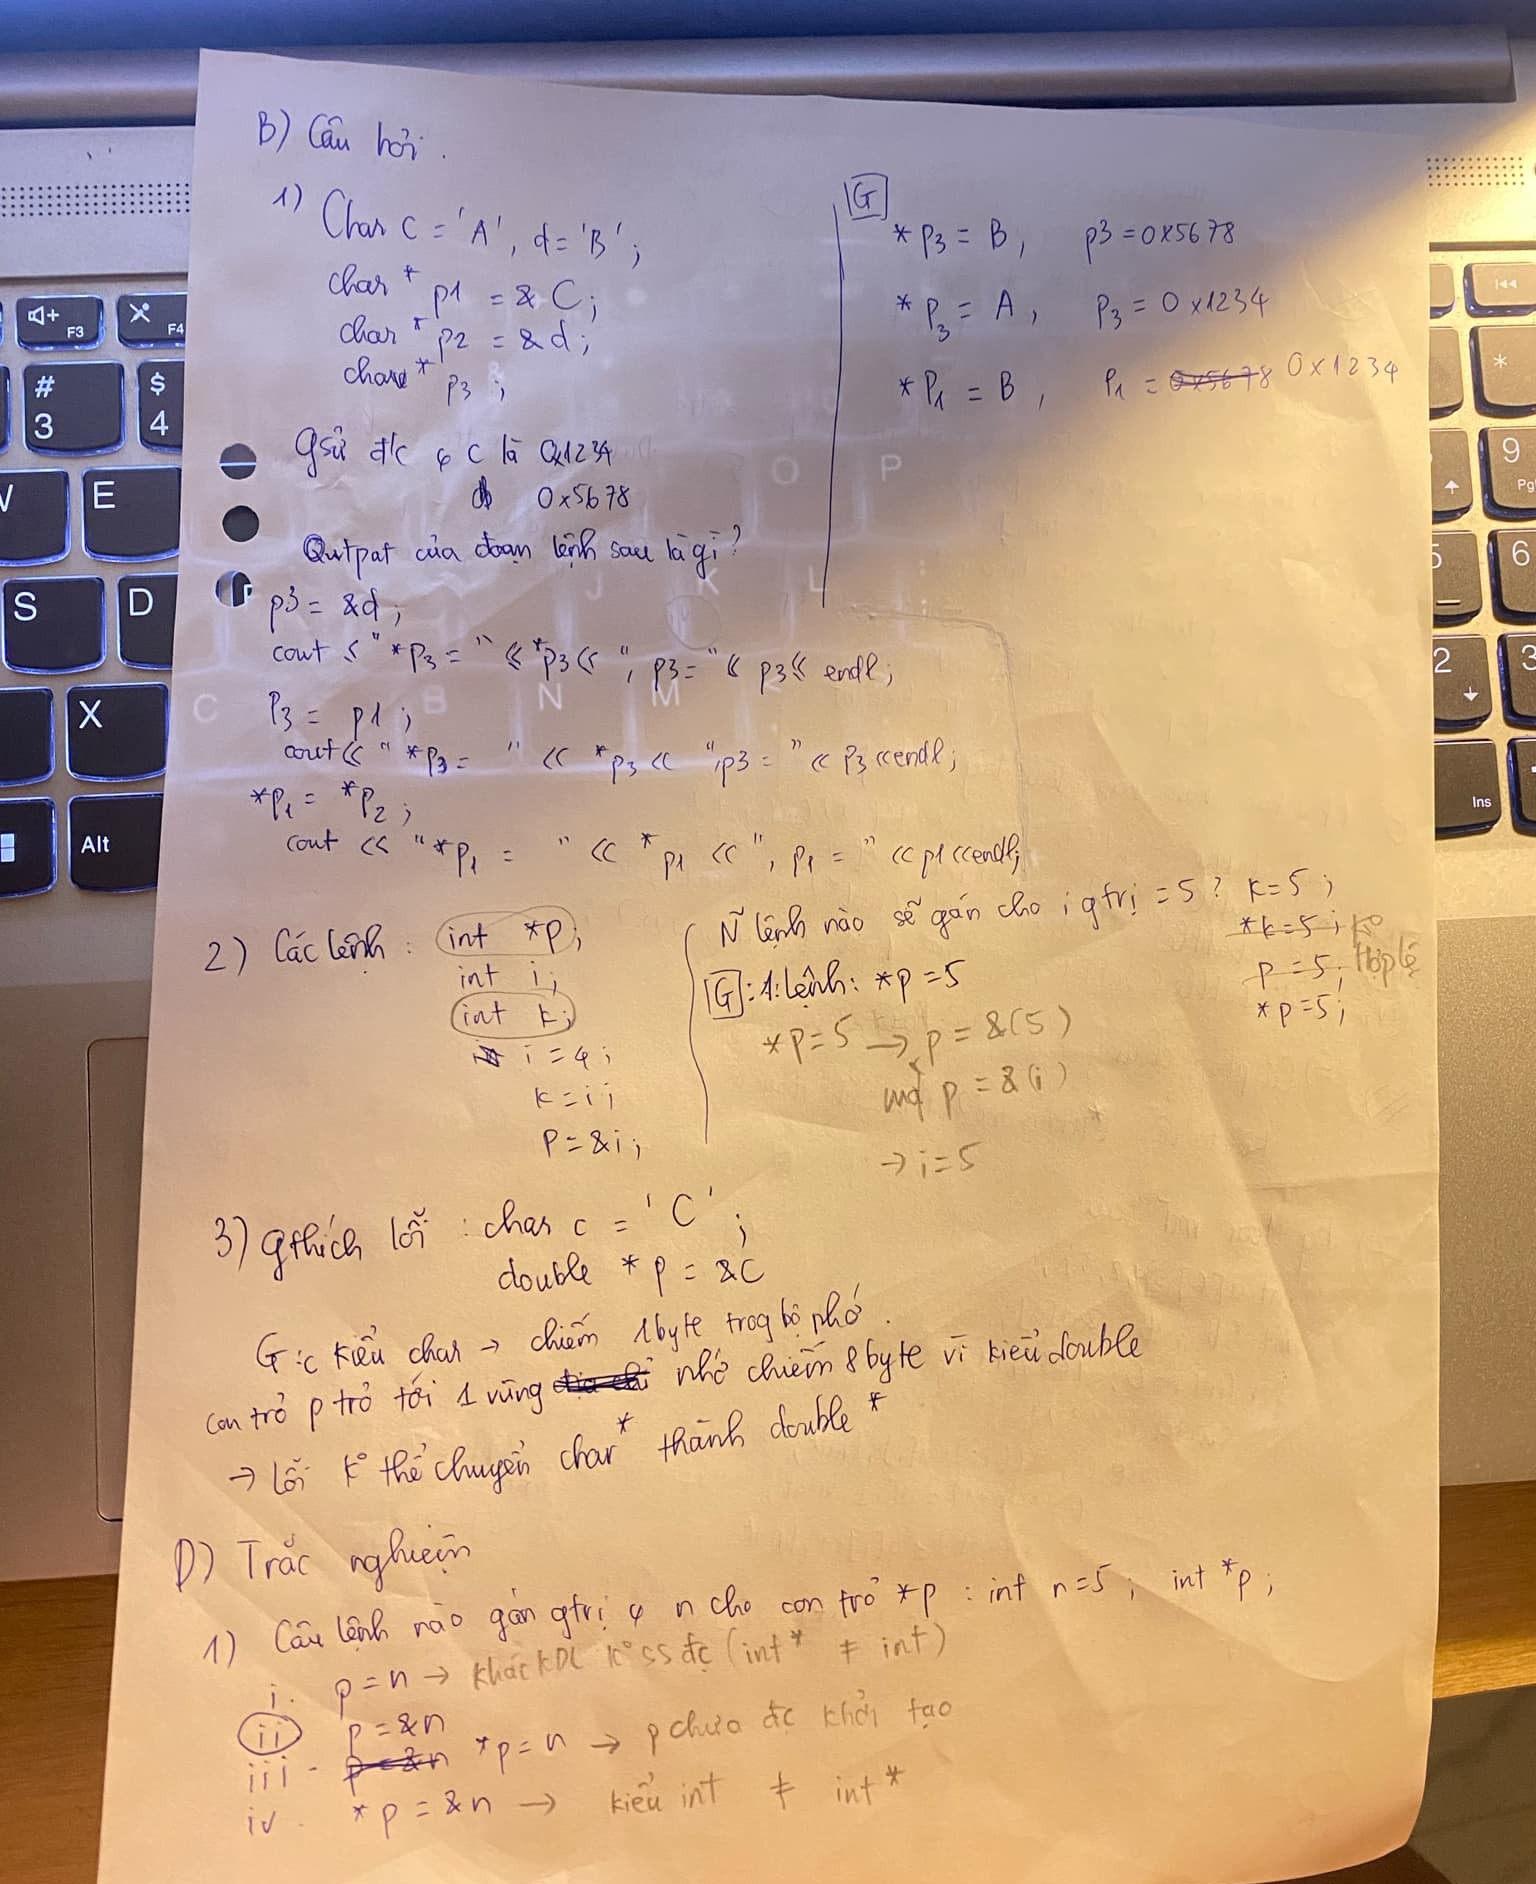 B) Câu hỏi.
1) Char C = 'A', d = 'B';
char * p1 = & C;
char * p2 = & d;
char * p3 ;
gsử đ/c of C là 0x1234
d 0x5678
Output của đoạn lệnh sau là gì?
p3 = &d;
cout << "*p3 = " << *p3 << ", p3 = " << p3 << endl;
P3 = p1;
cout << "*p3 = " << *p3 << ",p3 = " << P3 << endl;
*p1 = *p2;
cout << "*p1 = " << *p1 << ", p1 = " << p1 << endl;
G
*p3 = B, p3 = 0x5678
*p3 = A, P3 = 0x1234
*P1 = B, P1 = 0x5678 0x1234
2) Các lệnh: int *p;
int i;
int k;
i = 4;
k = i;
P = &i;
Ñ lệnh nào sẽ gán cho i gtrị = 5? k=5;
*k=5; k° Hợp lệ
p = 5;
*p=5;
G: 1 lệnh: *p = 5
*p = 5 → p = &(5)
mà p = &(i)
→ i = 5
3) gthích lỗi: char c = 'C';
double * p = &C
G: c kiểu char → chiếm 1byte trog bộ nhớ.
con trỏ p trỏ tới 1 vùng nhớ chiếm 8 byte vì kiểu double
→ Lỗi k° thể chuyển char* thành double*
D) Trắc nghiệm
1) Câu lệnh nào gán gtrị of n cho con trỏ *p: int n=5; int *p;
i. p = n → khác KDL k° ss đc (int* ≠ int)
ii p = &n
iii. p = &n *p = n → p chưa đc khởi tạo
iv. *p = &n → kiểu int ≠ int*